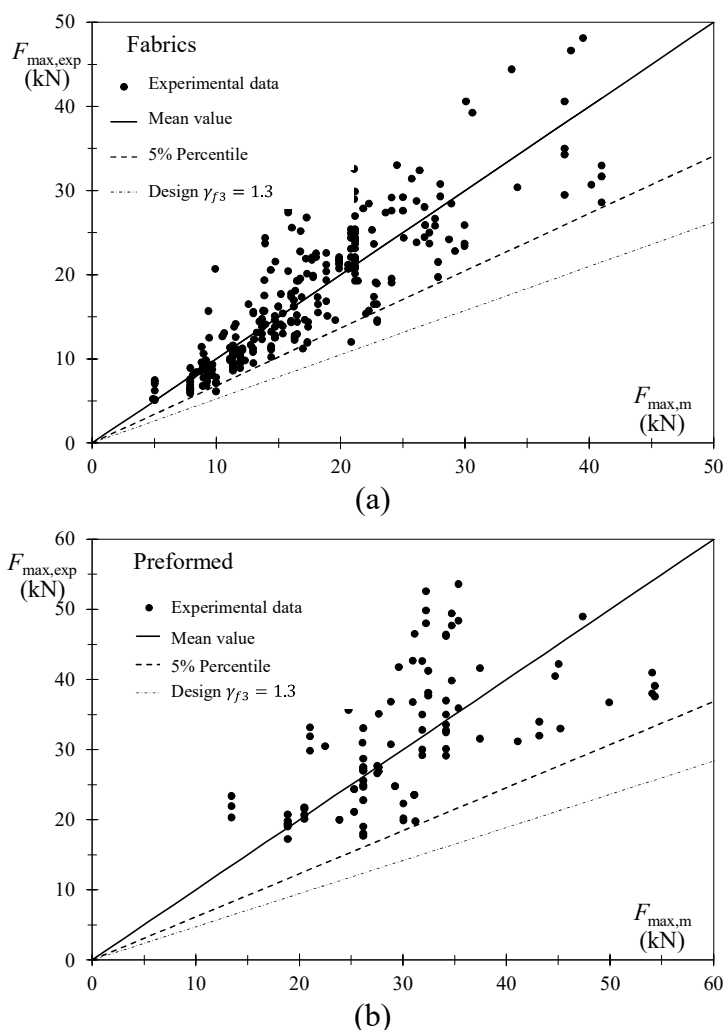 50
40
30
20
10
0
F_max,exp
(kN)
Fabrics
Experimental data
Mean value
5% Percentile
Design γ_f3 = 1.3
F_max,m
(kN)
0 10 20 30 40 50
(a)
60
50
40
30
20
10
0
F_max,exp
(kN)
Preformed
Experimental data
Mean value
5% Percentile
Design γ_f3 = 1.3
F_max,m
(kN)
0 10 20 30 40 50 60
(b)